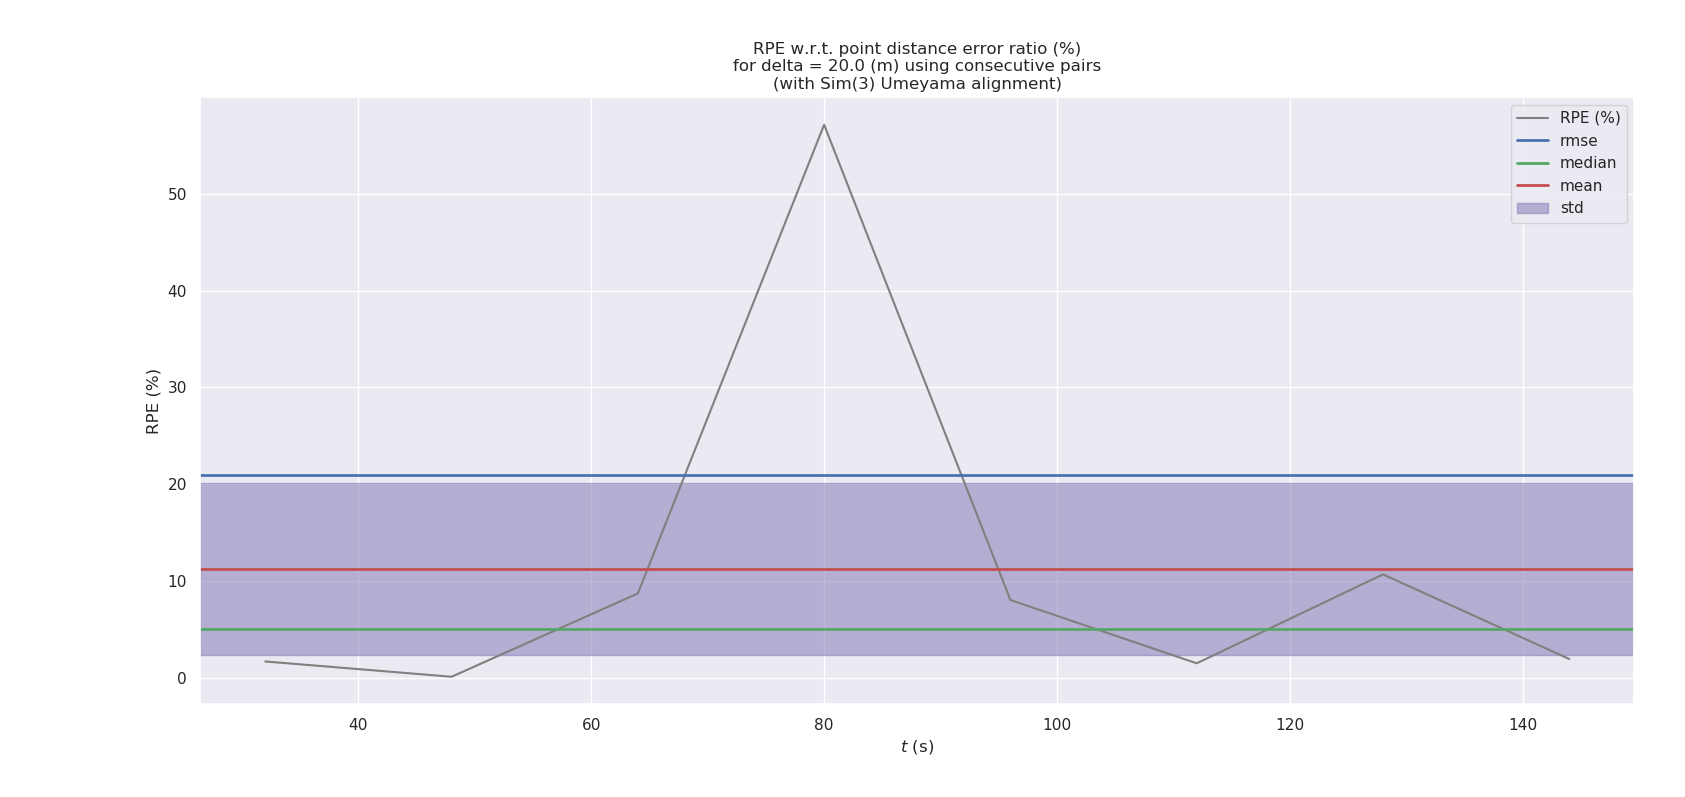 RPE w.r.t. point distance error ratio (%)
for delta = 20.0 (m) using consecutive pairs
(with Sim(3) Umeyama alignment)
RPE (%)
rmse
median
mean
std
50
40
30
20
10
0
RPE (%)
40
60
80
100
120
140
t (s)